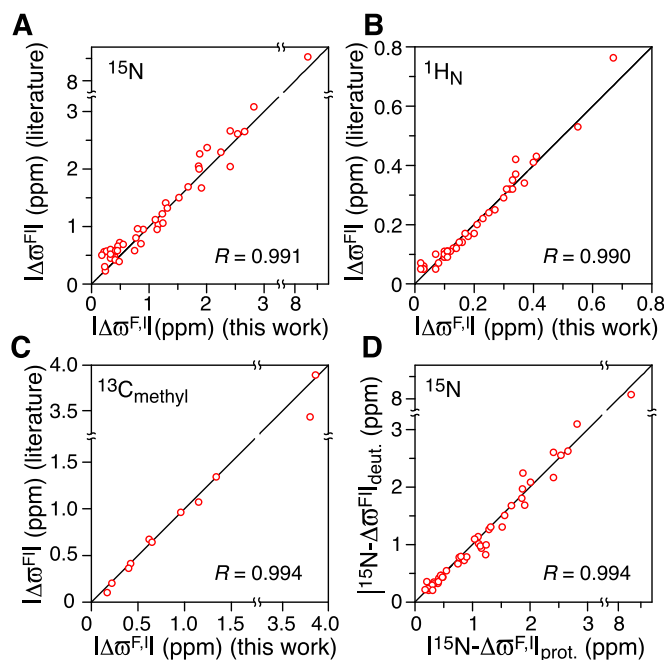 A
¹⁵N
|Δϖ^F,I| (ppm) (literature)
8
3
2
1
0
R = 0.991
0 1 2 3 8
|Δϖ^F,I| (ppm) (this work)
B
¹H_N
|Δϖ^F,I| (ppm) (literature)
0.8
0.6
0.4
0.2
0
R = 0.990
0 0.2 0.4 0.6 0.8
|Δϖ^F,I| (ppm) (this work)
C
¹³C_methyl
|Δϖ^F,I| (ppm) (literature)
4.0
3.5
1.5
1.0
0.5
0
R = 0.994
0 0.5 1.0 1.5 3.5 4.0
|Δϖ^F,I| (ppm) (this work)
D
¹⁵N
|¹⁵N-Δϖ^F,I|_deut. (ppm)
8
3
2
1
0
R = 0.994
0 1 2 3 8
|¹⁵N-Δϖ^F,I|_prot. (ppm)